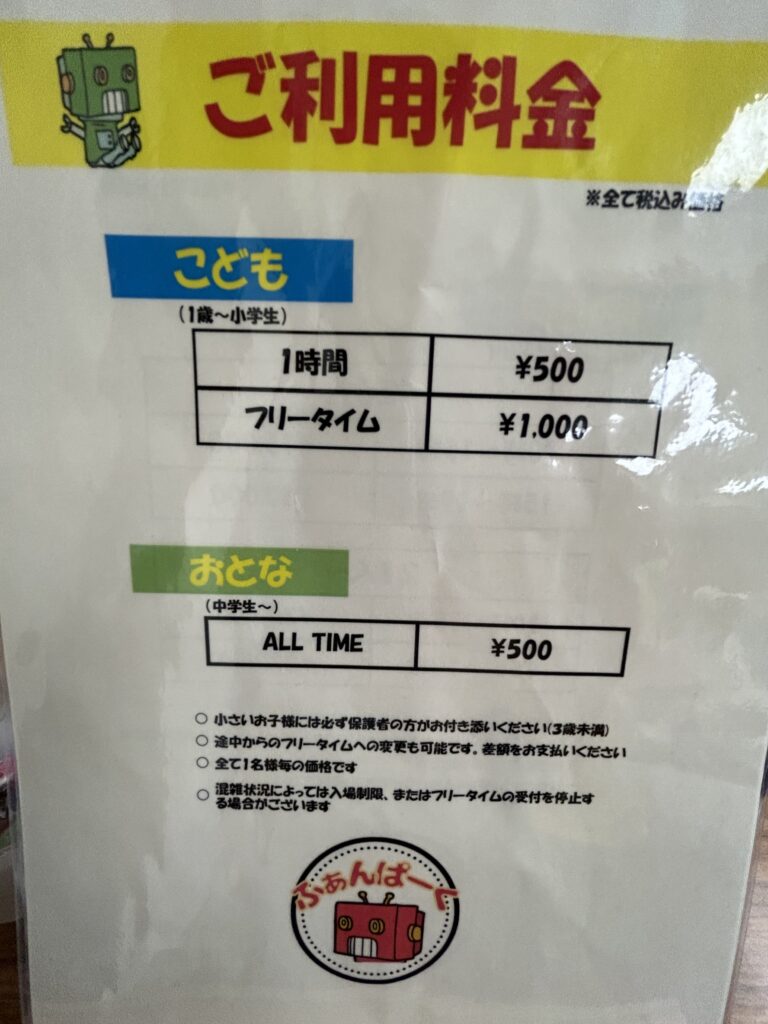 ご利用料金
※全て税込み価格
こども
(1歳～小学生)
1時間 ¥500
フリータイム ¥1,000
おとな
(中学生～)
ALL TIME ¥500
○ 小さいお子様には必ず保護者の方がお付き添いください(3歳未満)
○ 途中からのフリータイムへの変更も可能です。差額をお支払いください
○ 全て1名様毎の価格です
○ 混雑状況によっては入場制限、またはフリータイムの受付を停止す
る場合がございます
ふぁんぱーく